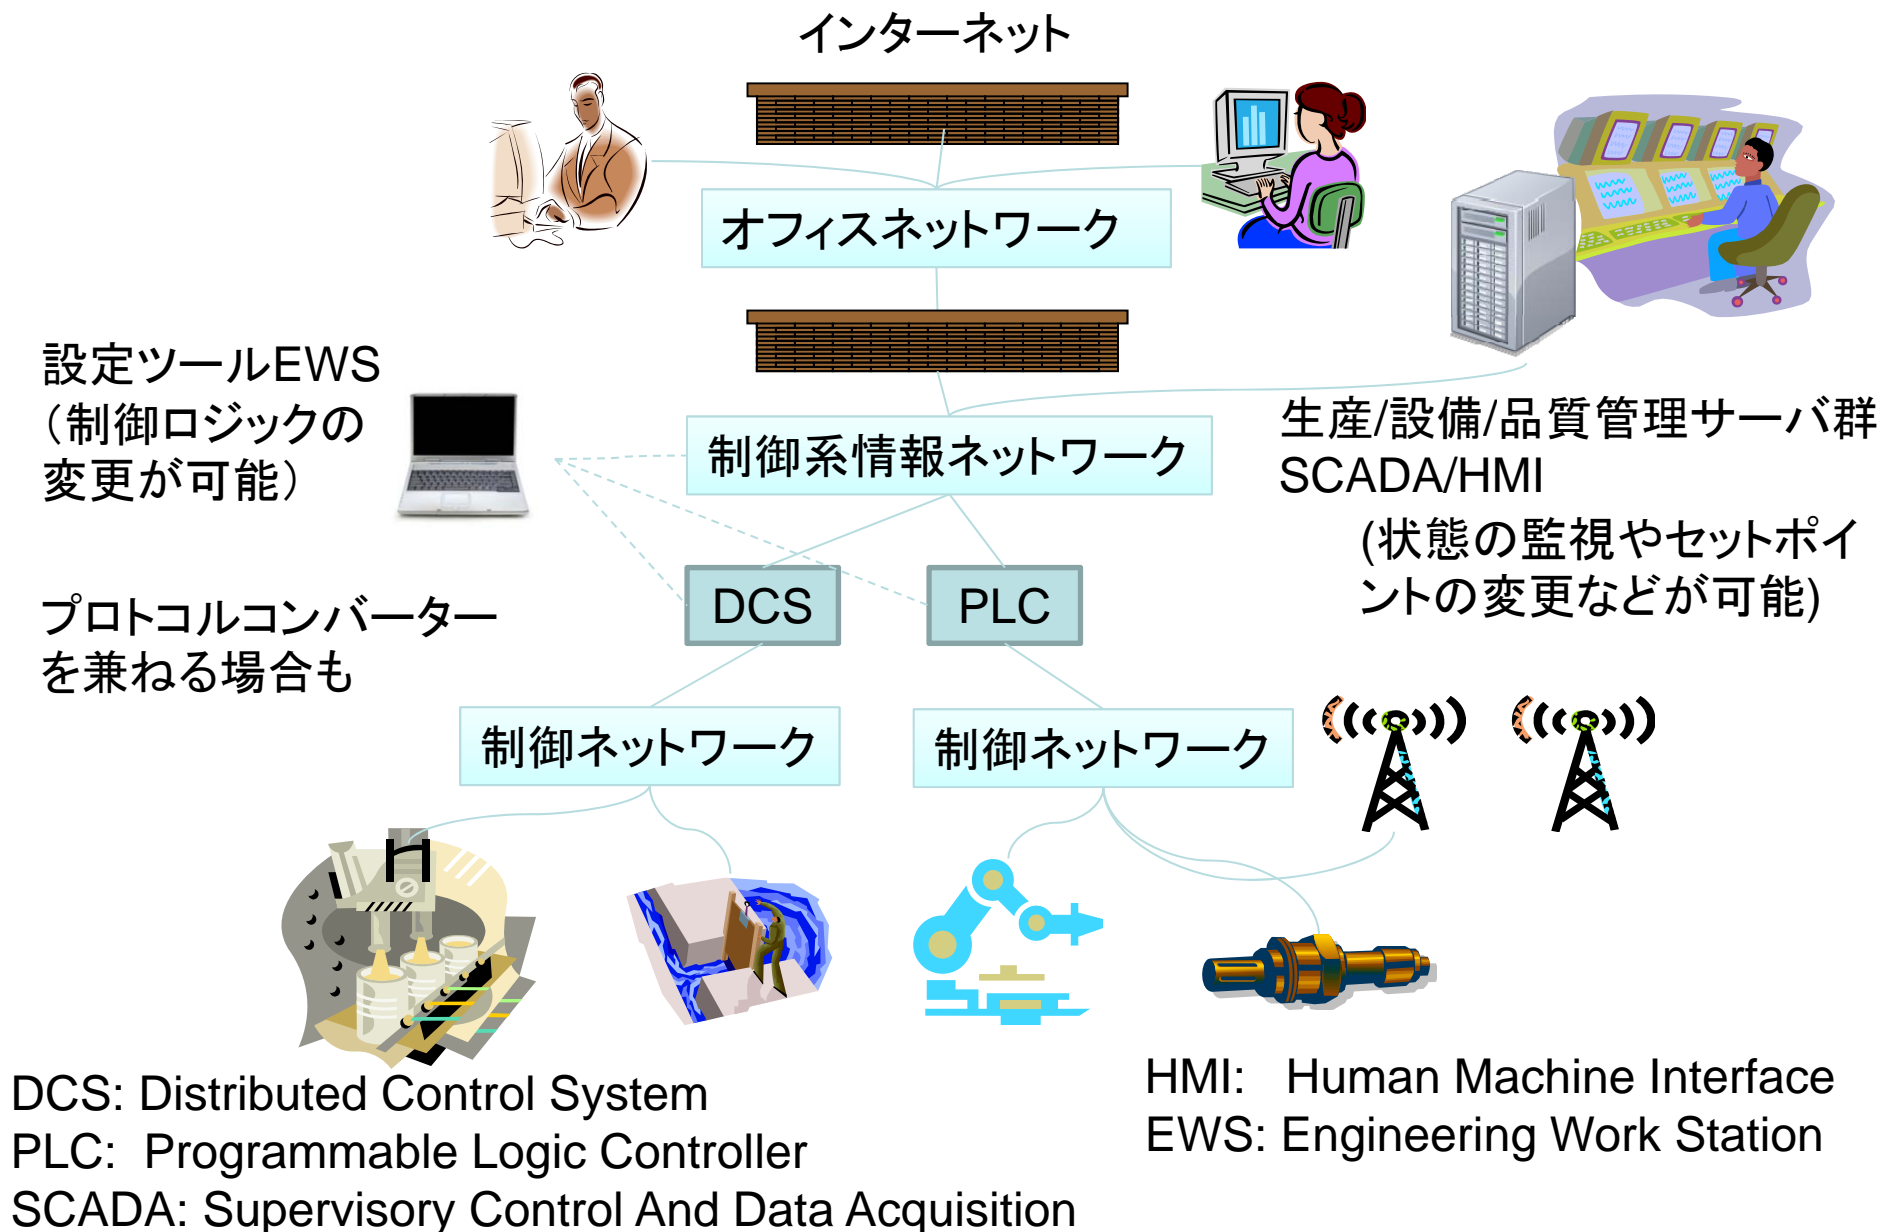 インターネット
オフィスネットワーク
設定ツールEWS
（制御ロジックの
変更が可能）
制御系情報ネットワーク
生産/設備/品質管理サーバ群
SCADA/HMI
(状態の監視やセットポイ
ントの変更などが可能)
DCS
PLC
プロトコルコンバーター
を兼ねる場合も
制御ネットワーク
制御ネットワーク
DCS: Distributed Control System
PLC: Programmable Logic Controller
SCADA: Supervisory Control And Data Acquisition
HMI: Human Machine Interface
EWS: Engineering Work Station